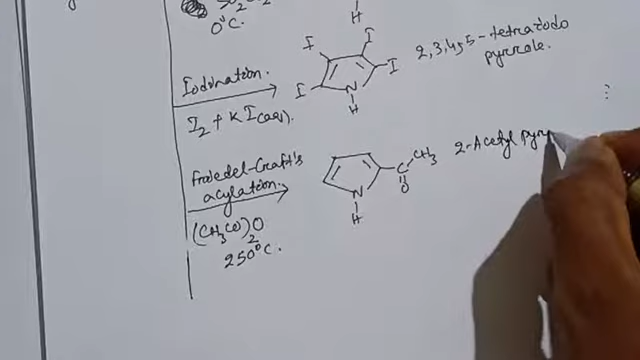 H
0°C.
Iodination.
I2 + KI(aq).
I
I
I
I
N
H
2,3,4,5-tetraiodo
pyrrole.
Friedel-Craft's
acylation.
(CH3CO)2O
250°C.
N
H
C
CH3
O
2-Acetyl